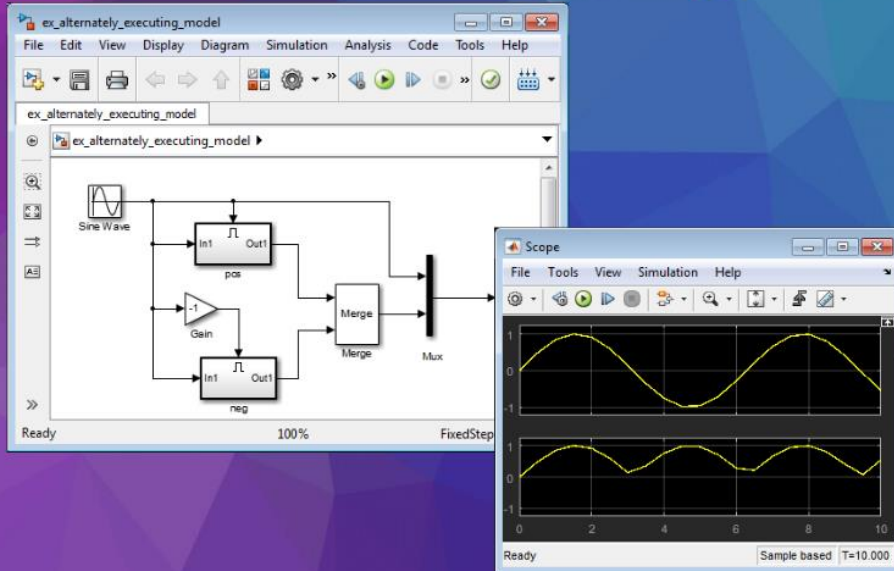 ex_alternately_executing_model
File Edit View Display Diagram Simulation Analysis Code Tools Help
ex_alternately_executing_model
ex_alternately_executing_model
Sine Wave
In1 Out1
pos
-1
Gain
In1 Out1
neg
Merge
Merge
Mux
Ready 100% FixedStep
Scope
File Tools View Simulation Help
1
0
-1
1
0
-1
0 2 4 6 8 10
Ready Sample based T=10.000